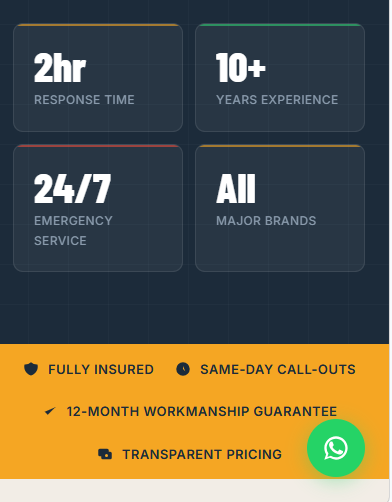 2hr
10+
RESPONSE TIME
YEARS EXPERIENCE
24/7
All
EMERGENCY
SERVICE
MAJOR BRANDS
FULLY INSURED
SAME-DAY CALL-OUTS
12-MONTH WORKMANSHIP GUARANTEE
TRANSPARENT PRICING